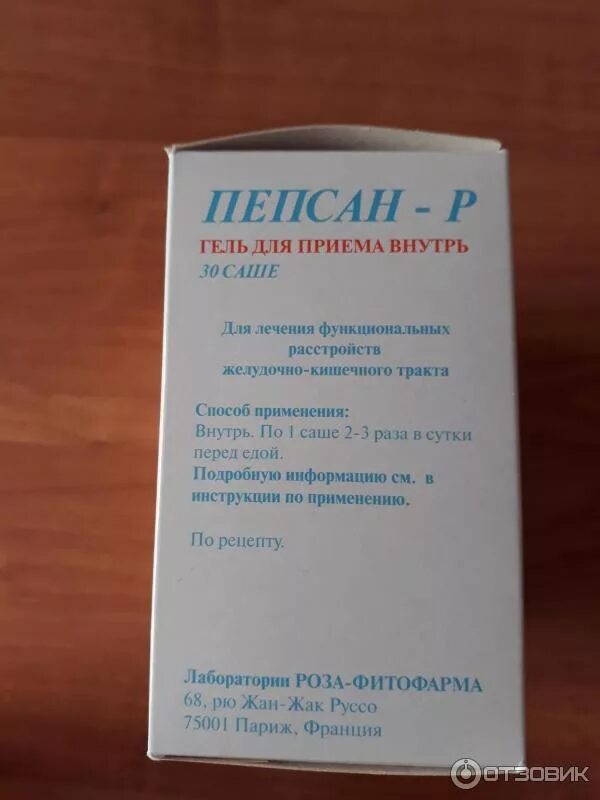 ПЕПСАН - Р
ГЕЛЬ ДЛЯ ПРИЕМА ВНУТРЬ
30 САШЕ
Для лечения функциональных
расстройств
желудочно-кишечного тракта
Способ применения:
Внутрь. По 1 саше 2-3 раза в сутки
перед едой.
Подробную информацию см. в
инструкции по применению.
По рецепту.
Лаборатории РОЗА-ФИТОФАРМА
68, рю Жан-Жак Руссо
75001 Париж, Франция
ОТЗОВИК